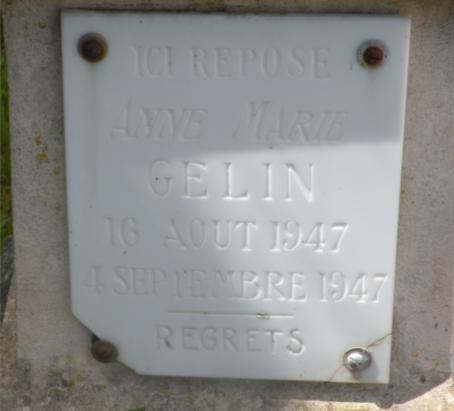 ICI REPOSE
ANNE MARIE
GELIN
16 AOUT 1947
4 SEPTEMBRE 1947
REGRETS